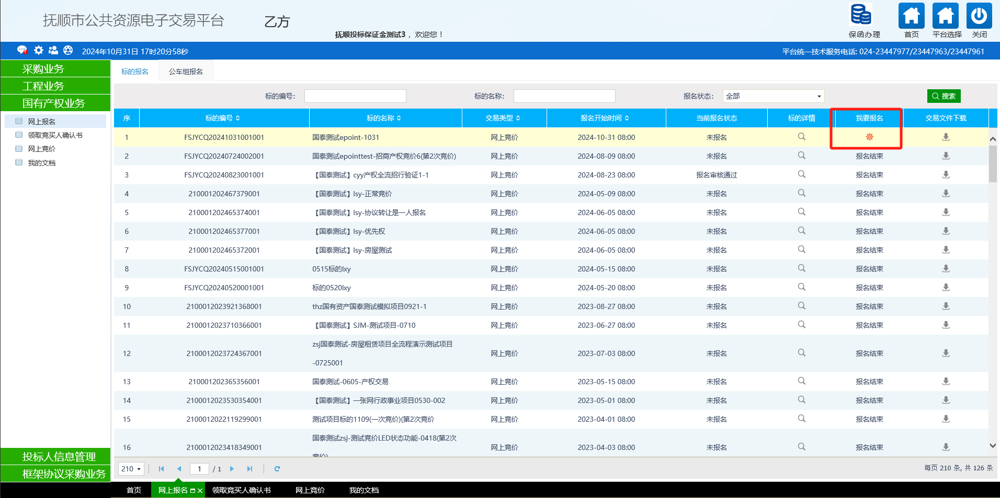 抚顺市公共资源电子交易平台
乙方
抚顺投标保证金测试3 ，欢迎您！
保函办理
首页
平台选择
关闭
2024年10月31日 17时20分58秒
平台统一技术服务电话: 024-23447977/23447963/23447961
采购业务
工程业务
国有产权业务
网上报名
领取竞买人确认书
网上竞价
我的文档
投标人信息管理
框架协议采购业务
标的报名 公车组报名
标的编号： 标的名称： 报名状态： 全部 搜索
序 标的编号 标的名称 交易类型 报名开始时间 当前报名状态 标的详情 我要报名 交易文件下载
1 FSJYCQ20241031001001 国泰测试epoint-1031 网上竞价 2024-10-31 08:00 未报名
2 FSJYCQ20240724002001 国泰测试epointtest-招商产权竞价6(第2次竞价) 网上竞价 2024-08-09 08:00 未报名 报名结束
3 FSJYCQ20240823001001 【国泰测试】cyy产权全流招行验证1-1 网上竞价 2024-08-23 08:00 报名审核通过 报名结束
4 210001202467379001 【国泰测试】lsy-正常竞价 网上竞价 2024-05-09 08:00 未报名 报名结束
5 210001202465374001 【国泰测试】lsy-协议转让是一人报名 网上竞价 2024-06-05 08:00 未报名 报名结束
6 210001202465377001 【国泰测试】lsy-优先权 网上竞价 2024-06-05 08:00 未报名 报名结束
7 210001202465372001 【国泰测试】lsy-房屋测试 网上竞价 2024-06-05 08:00 未报名 报名结束
8 FSJYCQ20240515001001 0515标的lxy 网上竞价 2024-05-15 08:00 未报名 报名结束
9 FSJYCQ20240520001001 标的0520lxy 网上竞价 2024-05-20 08:00 未报名 报名结束
10 2100012023921368001 thz国有资产国泰测试模拟项目0921-1 网上竞价 2023-08-27 08:00 未报名 报名结束
11 2100012023710366001 【国泰测试】SJM-测试项目-0710 网上竞价 2023-06-27 08:00 未报名 报名结束
12 2100012023724367001 zsj国泰测试-房屋租赁项目全流程演示测试项目 网上竞价 2023-07-03 08:00 未报名 报名结束
-0725001
13 210001202365356001 国泰测试-0605-产权交易 网上竞价 2023-05-15 08:00 未报名 报名结束
14 2100012023530354001 【国泰测试】一张网行政事业项目0530-002 网上竞价 2023-05-01 08:00 未报名 报名结束
15 2100012022119299001 测试项目标的1109(一次竞价)(第2次竞价 网上竞价 2023-04-01 08:00 未报名 报名结束
16 2100012023418349001 国泰测试zsj-测试竞价LED状态功能-0418(第2次 网上竞价 2023-04-03 08:00 未报名 报名结束
竞价)
210 1 / 1 每页 210 条, 共 126 条
首页 网上报名 领取竞买人确认书 网上竞价 我的文档